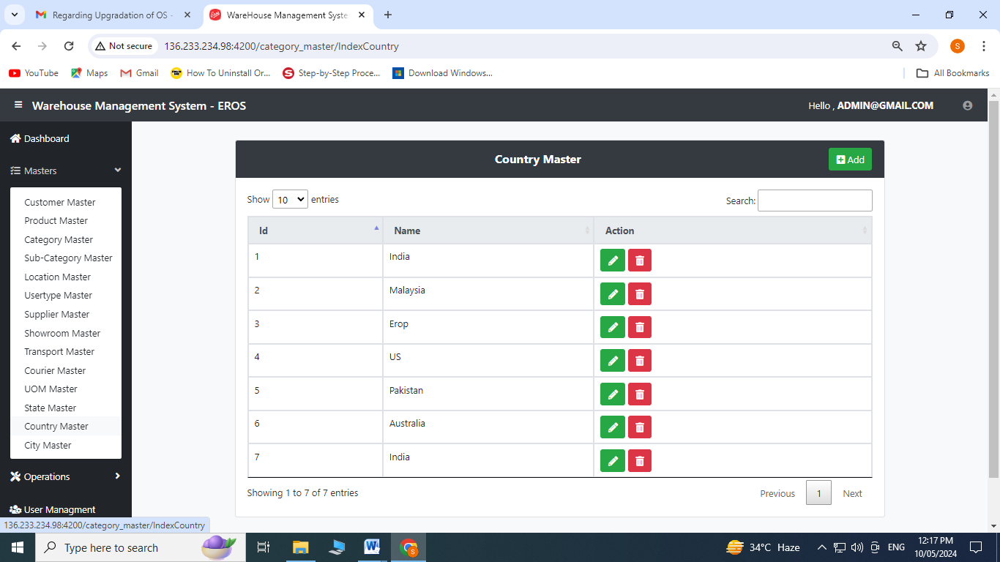 Regarding Upgradation of OS -
WareHouse Management Syste
Not secure
136.233.234.98:4200/category_master/IndexCountry
S
YouTube
Maps
Gmail
How To Uninstall Or...
Step-by-Step Proce...
Download Windows...
All Bookmarks
Warehouse Management System - EROS
Hello , ADMIN@GMAIL.COM
Dashboard
Masters
Customer Master
Product Master
Category Master
Sub-Category Master
Location Master
Usertype Master
Supplier Master
Showroom Master
Transport Master
Courier Master
UOM Master
State Master
Country Master
City Master
Operations
User Managment
Country Master
Add
Show 10 entries
Search:
Id Name Action
1 India
2 Malaysia
3 Erop
4 US
5 Pakistan
6 Australia
7 India
Showing 1 to 7 of 7 entries
Previous 1 Next
136.233.234.98:4200/category_master/IndexCountry
Type here to search
34°C Haze
ENG
12:17 PM
10/05/2024